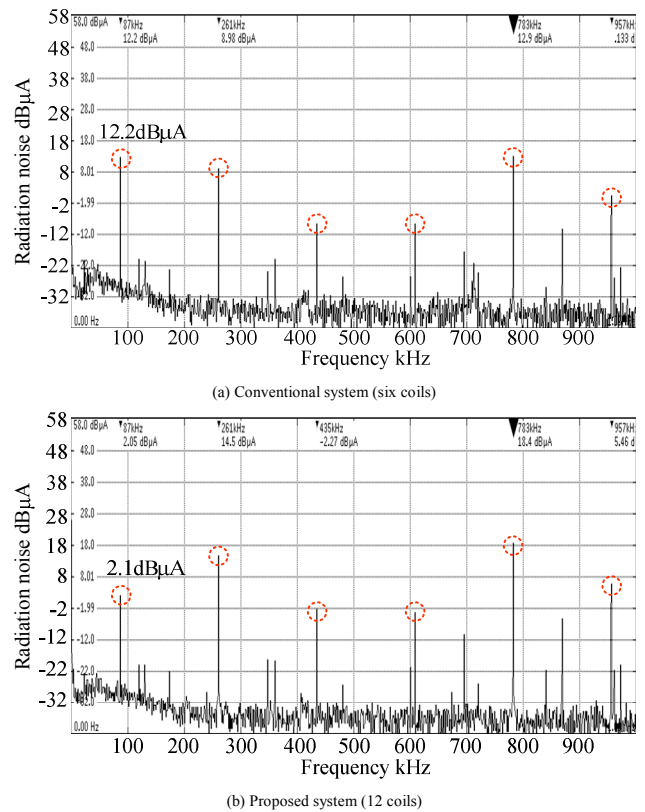 58.0 dBµA 87kHz 261kHz 783kHz 957kHz
12.2 dBµA 8.98 dBµA 12.9 dBµA .133 d
58
48 48.0
38 38.0
28 28.0
18 18.0
12.2dBµA
8 8.01
-2 -1.99
-12 -12.0
-22 -22.0
-32
0.00 Hz
Radiation noise dBµA
100 200 300 400 500 600 700 800 900
Frequency kHz
(a) Conventional system (six coils)
58.0 dBµA 87kHz 261kHz 435kHz 783kHz 957kHz
2.05 dBµA 14.5 dBµA -2.27 dBµA 18.4 dBµA 5.46 d
58
48 48.0
38 38.0
28 28.0
18 18.0
2.1dBµA
8 8.01
-2 -1.99
-12 -12.0
-22 -22.0
-32
0.00 Hz
Radiation noise dBµA
100 200 300 400 500 600 700 800 900
Frequency kHz
(b) Proposed system (12 coils)